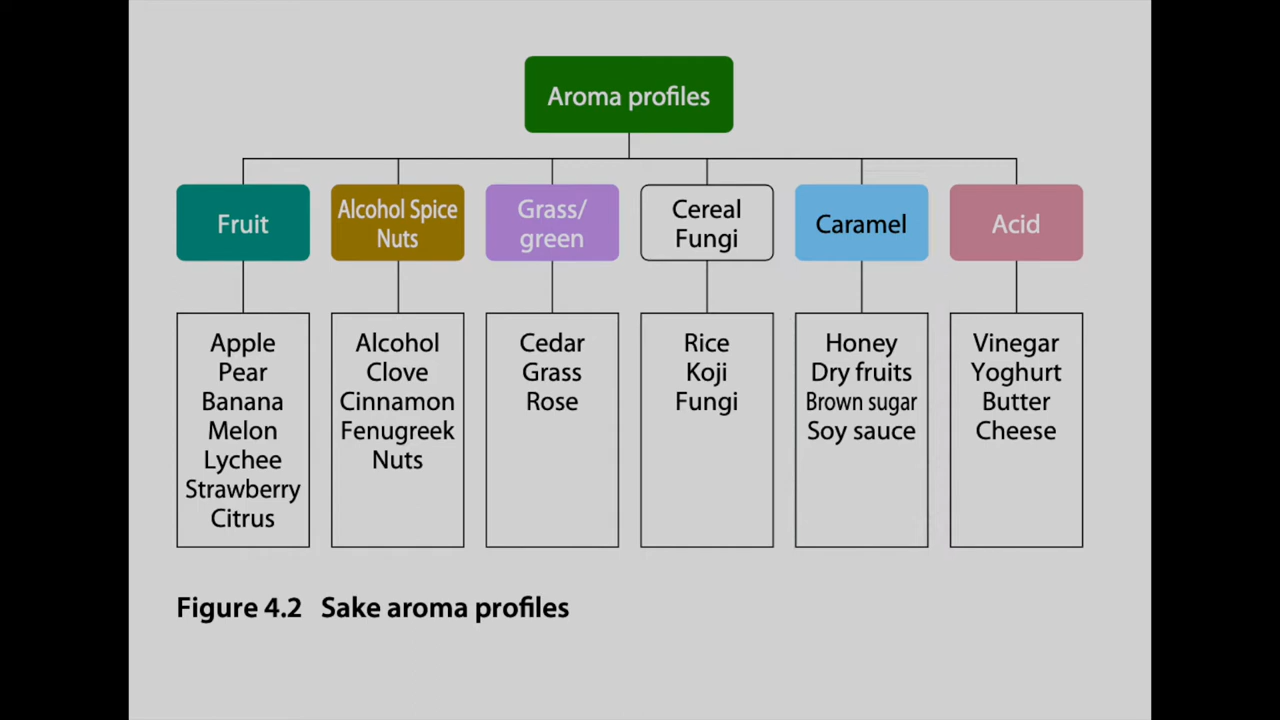 Aroma profiles
Fruit
Alcohol Spice
Nuts
Grass/
green
Cereal
Fungi
Caramel
Acid
Apple
Pear
Banana
Melon
Lychee
Strawberry
Citrus
Alcohol
Clove
Cinnamon
Fenugreek
Nuts
Cedar
Grass
Rose
Rice
Koji
Fungi
Honey
Dry fruits
Brown sugar
Soy sauce
Vinegar
Yoghurt
Butter
Cheese
Figure 4.2 Sake aroma profiles